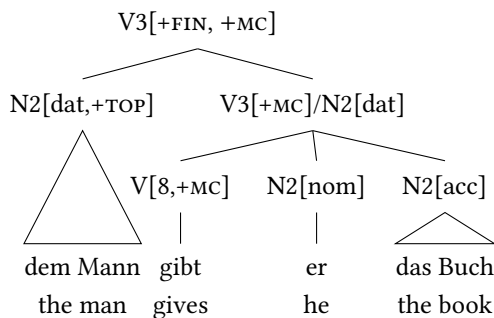 V3[+FIN, +MC]
N2[dat,+TOP] V3[+MC]/N2[dat]
V[8,+MC] N2[nom] N2[acc]
dem Mann gibt er das Buch
the man gives he the book